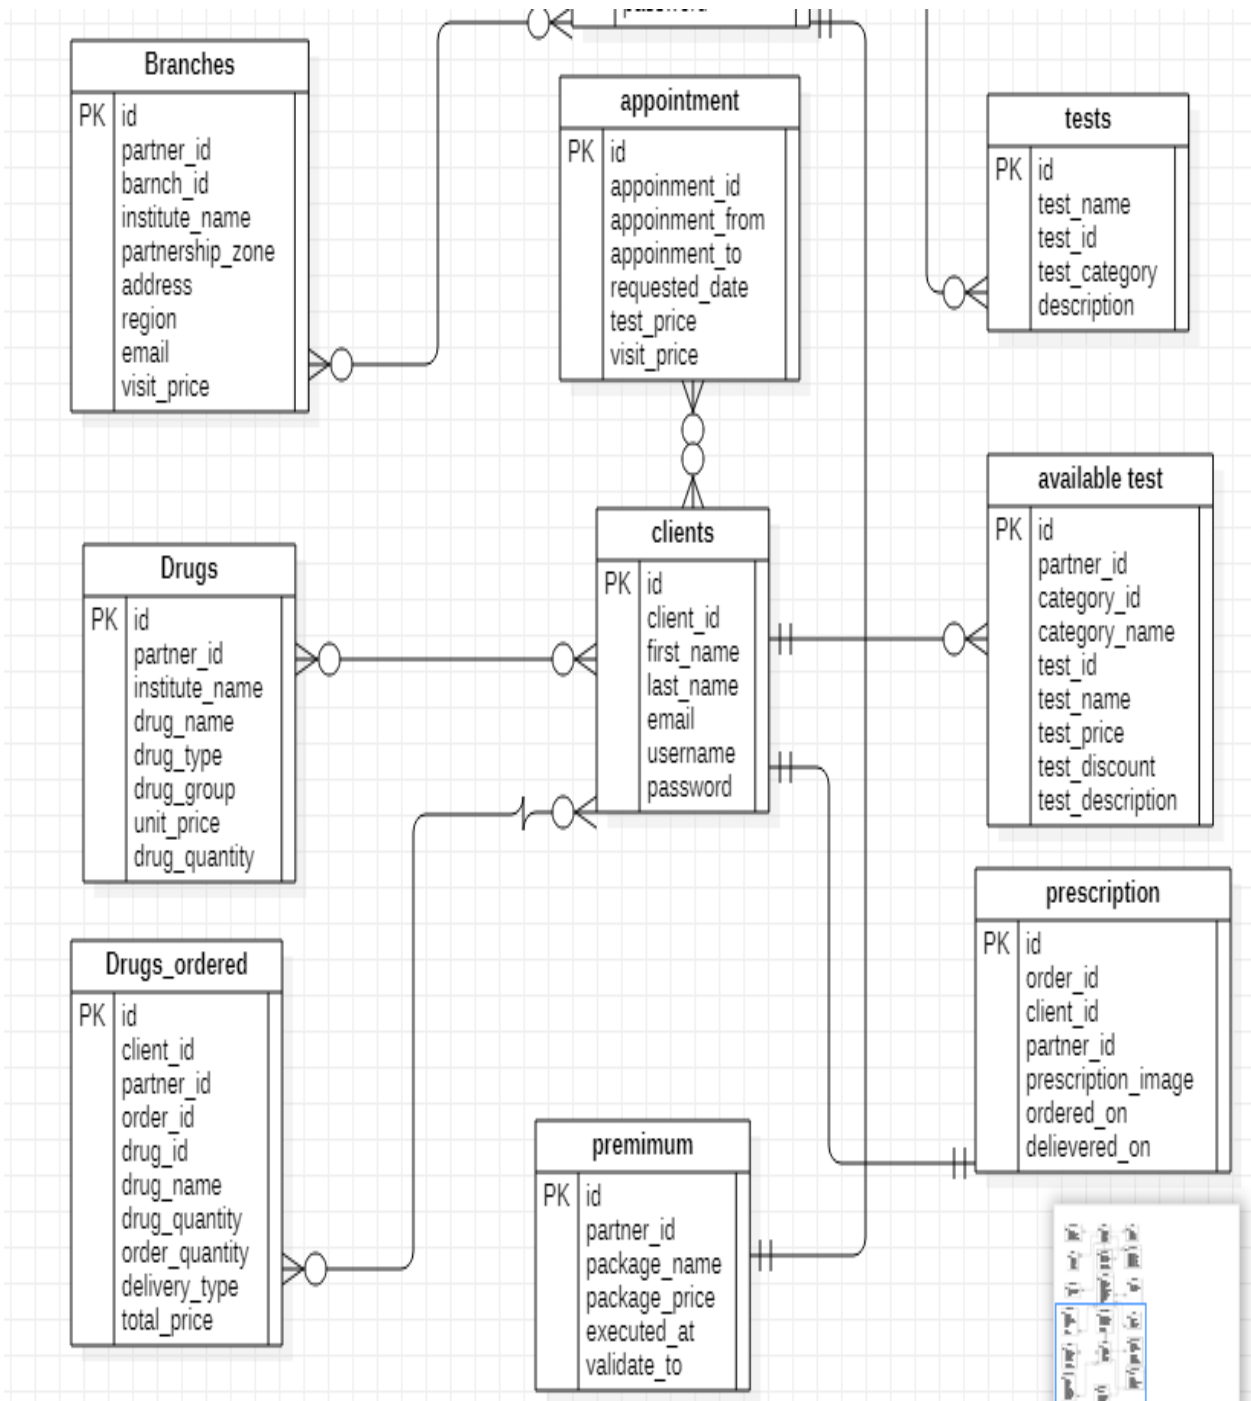 password
Branches
PK id
partner_id
barnch_id
institute_name
partnership_zone
address
region
email
visit_price
appointment
PK id
appoinment_id
appoinment_from
appoinment_to
requested_date
test_price
visit_price
tests
PK id
test_name
test_id
test_category
description
Drugs
PK id
partner_id
institute_name
drug_name
drug_type
drug_group
unit_price
drug_quantity
clients
PK id
client_id
first_name
last_name
email
username
password
available test
PK id
partner_id
category_id
category_name
test_id
test_name
test_price
test_discount
test_description
Drugs_ordered
PK id
client_id
partner_id
order_id
drug_id
drug_name
drug_quantity
order_quantity
delivery_type
total_price
premimum
PK id
partner_id
package_name
package_price
executed_at
validate_to
prescription
PK id
order_id
client_id
partner_id
prescription_image
ordered_on
delievered_on